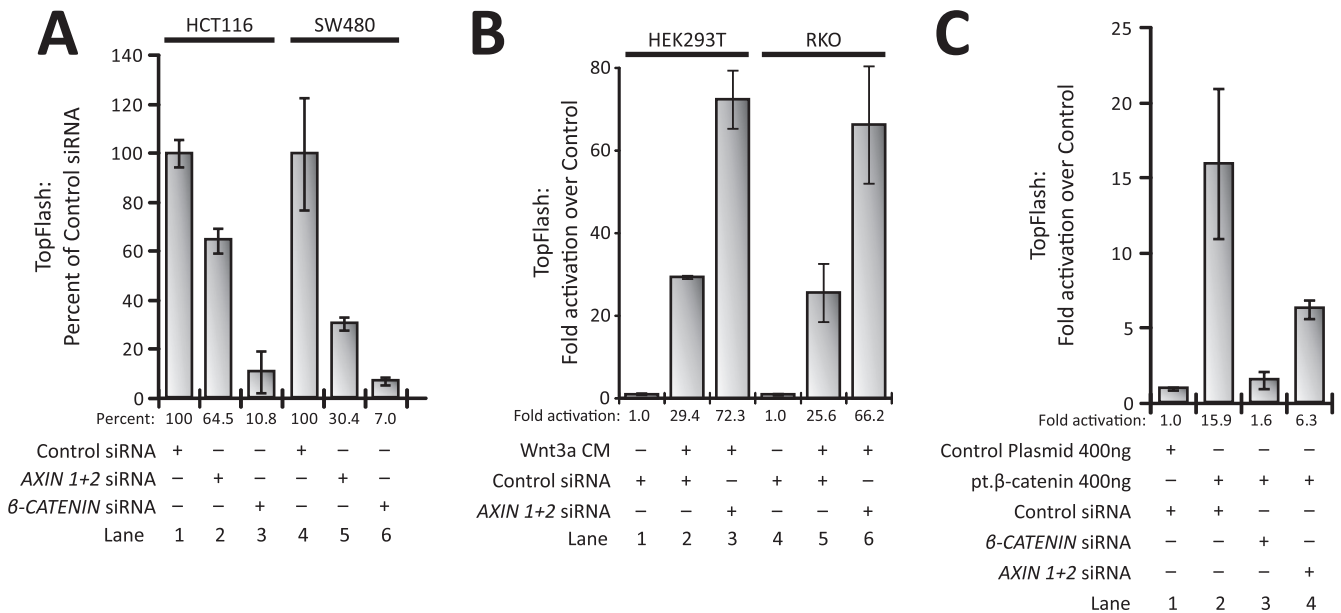 A
HCT116 SW480
TopFlash:
Percent of Control siRNA
140
120
100
80
60
40
20
0
Percent: 100 64.5 10.8 100 30.4 7.0
Control siRNA + – – + – –
AXIN 1+2 siRNA – + – – + –
β-CATENIN siRNA – – + – – +
Lane 1 2 3 4 5 6
B
HEK293T RKO
TopFlash:
Fold activation over Control
80
60
40
20
0
Fold activation: 1.0 29.4 72.3 1.0 25.6 66.2
Wnt3a CM – + + – + +
Control siRNA + + – + + –
AXIN 1+2 siRNA – – + – – +
Lane 1 2 3 4 5 6
C
TopFlash:
Fold activation over Control
25
20
15
10
5
0
Fold activation: 1.0 15.9 1.6 6.3
Control Plasmid 400ng + – – –
pt.β-catenin 400ng – + + +
Control siRNA + + – –
β-CATENIN siRNA – – + –
AXIN 1+2 siRNA – – – +
Lane 1 2 3 4